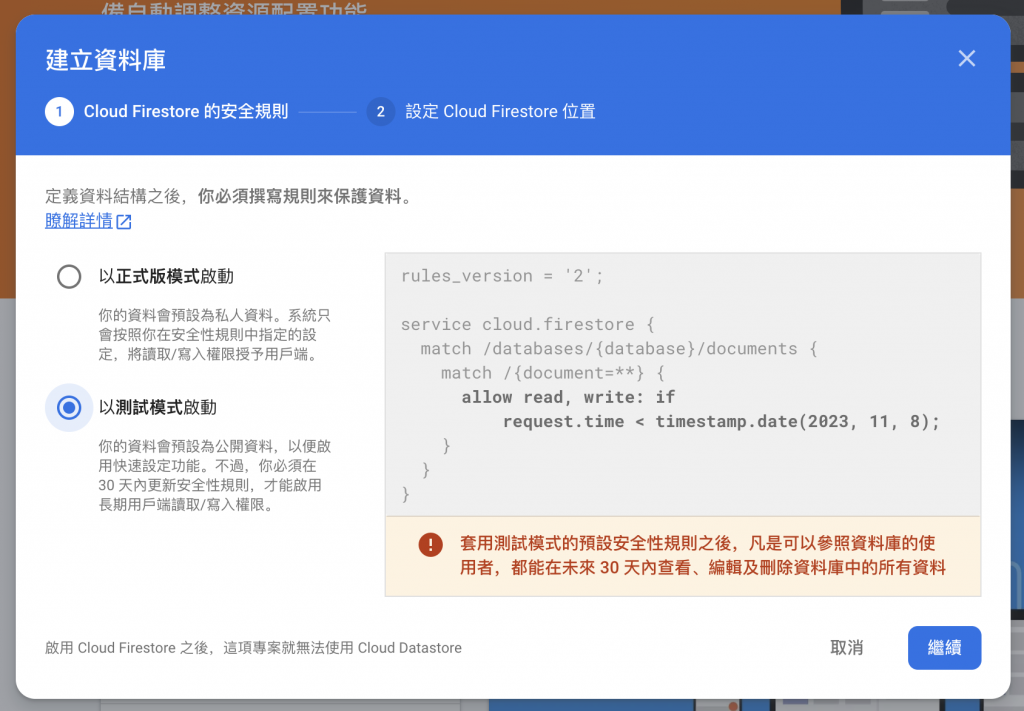 備自動調整資源配置功能
建立資料庫
1 Cloud Firestore 的安全規則
2 設定 Cloud Firestore 位置
定義資料結構之後，你必須撰寫規則來保護資料。
瞭解詳情
以正式版模式啟動
你的資料會預設為私人資料。系統只
會按照你在安全性規則中指定的設
定，將讀取/寫入權限授予用戶端。
以測試模式啟動
你的資料會預設為公開資料，以便啟
用快速設定功能。不過，你必須在
30 天內更新安全性規則，才能啟用
長期用戶端讀取/寫入權限。
rules_version = '2';
service cloud.firestore {
match /databases/{database}/documents {
match /{document=**} {
allow read, write: if
request.time < timestamp.date(2023, 11, 8);
}
}
}
套用測試模式的預設安全性規則之後，凡是可以參照資料庫的使
用者，都能在未來 30 天內查看、編輯及刪除資料庫中的所有資料
啟用 Cloud Firestore 之後，這項專案就無法使用 Cloud Datastore
取消
繼續